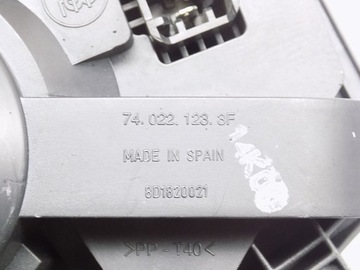 74.022.123.3F
MADE IN SPAIN
8D1820021
>PP-T40<